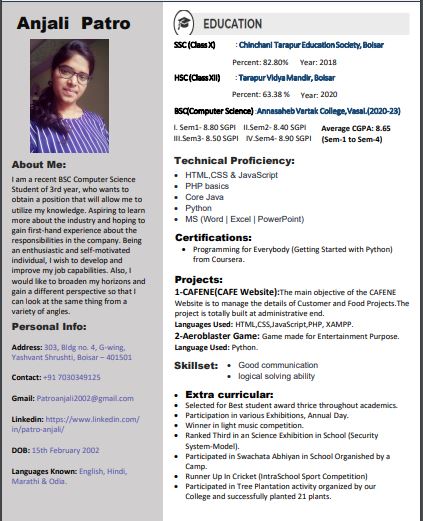 Anjali Patro
About Me:
I am a recent BSC Computer Science
Student of 3rd year, who wants to
obtain a position that will allow me to
utilize my knowledge. Aspiring to learn
more about the industry and hoping to
gain first-hand experience about the
responsibilities in the company. Being
an enthusiastic and self-motivated
individual, I wish to develop and
improve my job capabilities. Also, I
would like to broaden my horizons and
gain a different perspective so that I
can look at the same thing from a
variety of angles.
Personal Info:
Address: 303, Bldg no. 4, G-wing,
Yashvant Shrushti, Boisar – 401501
Contact: +91 7030349125
Gmail: Patroanjali2002@gmail.com
Linkedin: https://www.linkedin.com/
in/patro-anjali/
DOB: 15th February 2002
Languages Known: English, Hindi,
Marathi & Odia.
EDUCATION
SSC (Class X) : Chinchani Tarapur Education Society, Boisar
Percent: 82.80% Year: 2018
HSC (Class XII) : Tarapur Vidya Mandir, Boisar
Percent: 63.38 % Year: 2020
BSC(Computer Science) :Annasaheb Vartak College,Vasai.(2020-23)
I. Sem1- 8.80 SGPI II.Sem2- 8.40 SGPI Average CGPA: 8.65
III.Sem3- 8.50 SGPI IV.Sem4- 8.90 SGPI (Sem-1 to Sem-4)
Technical Proficiency:
• HTML,CSS & JavaScript
• PHP basics
• Core Java
• Python
• MS (Word | Excel | PowerPoint)
Certifications:
• Programming for Everybody (Getting Started with Python)
from Coursera.
Projects:
1-CAFENE(CAFE Website):The main objective of the CAFENE
Website is to manage the details of Customer and Food Projects.The
project is totally built at administrative end.
Languages Used: HTML,CSS,JavaScript,PHP, XAMPP.
2-Aeroblaster Game: Game made for Entertainment Purpose.
Language Used: Python.
Skillset: • Good communication
• logical solving ability
• Extra curricular:
• Selected for Best student award thrice throughout academics.
• Participation in various Exhibitions, Annual Day.
• Winner in light music competition.
• Ranked Third in an Science Exhibition in School (Security
System-Model).
• Participated in Swachata Abhiyan in School Organished by a
Camp.
• Runner Up In Cricket (IntraSchool Sport Competition)
• Participated in Tree Plantation activity organized by our
College and successfully planted 21 plants.